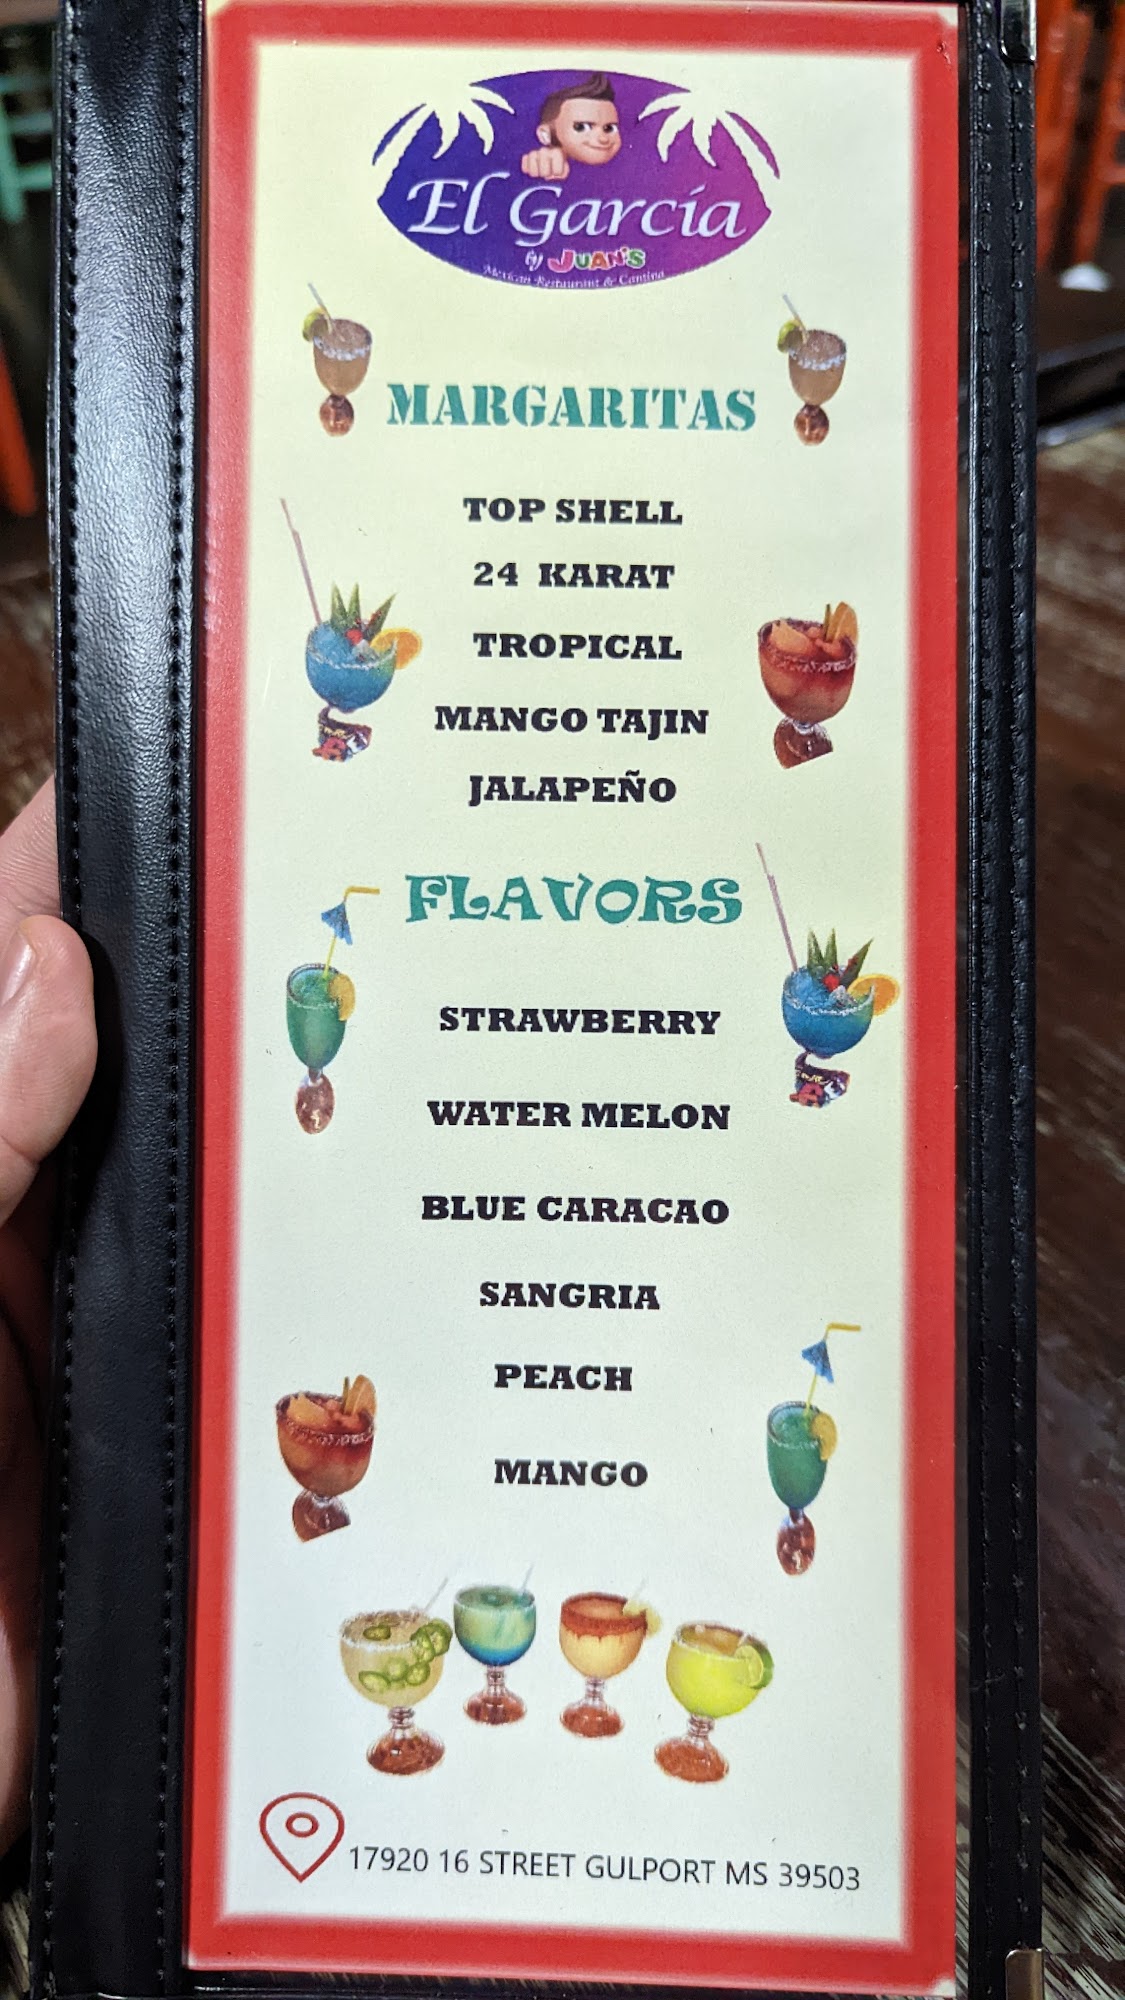 El Garcia
by JUAN'S
Mexican Restaurant & Cantina
MARGARITAS
TOP SHELL
24 KARAT
TROPICAL
MANGO TAJIN
JALAPEÑO
FLAVORS
STRAWBERRY
WATER MELON
BLUE CARACAO
SANGRIA
PEACH
MANGO
17920 16 STREET GULPORT MS 39503